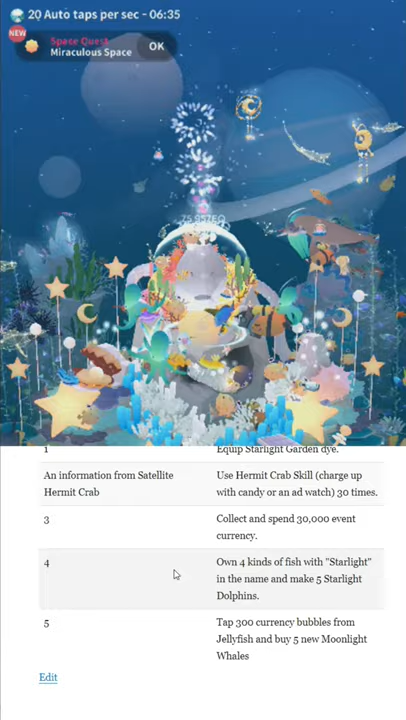 20 Auto taps per sec - 06:35
NEW
Space Quest
Miraculous Space
OK
1
Equip Starlight Garden dye.
An information from Satellite
Hermit Crab
Use Hermit Crab Skill (charge up
with candy or an ad watch) 30 times.
3
Collect and spend 30,000 event
currency.
4
Own 4 kinds of fish with "Starlight"
in the name and make 5 Starlight
Dolphins.
5
Tap 300 currency bubbles from
Jellyfish and buy 5 new Moonlight
Whales
Edit